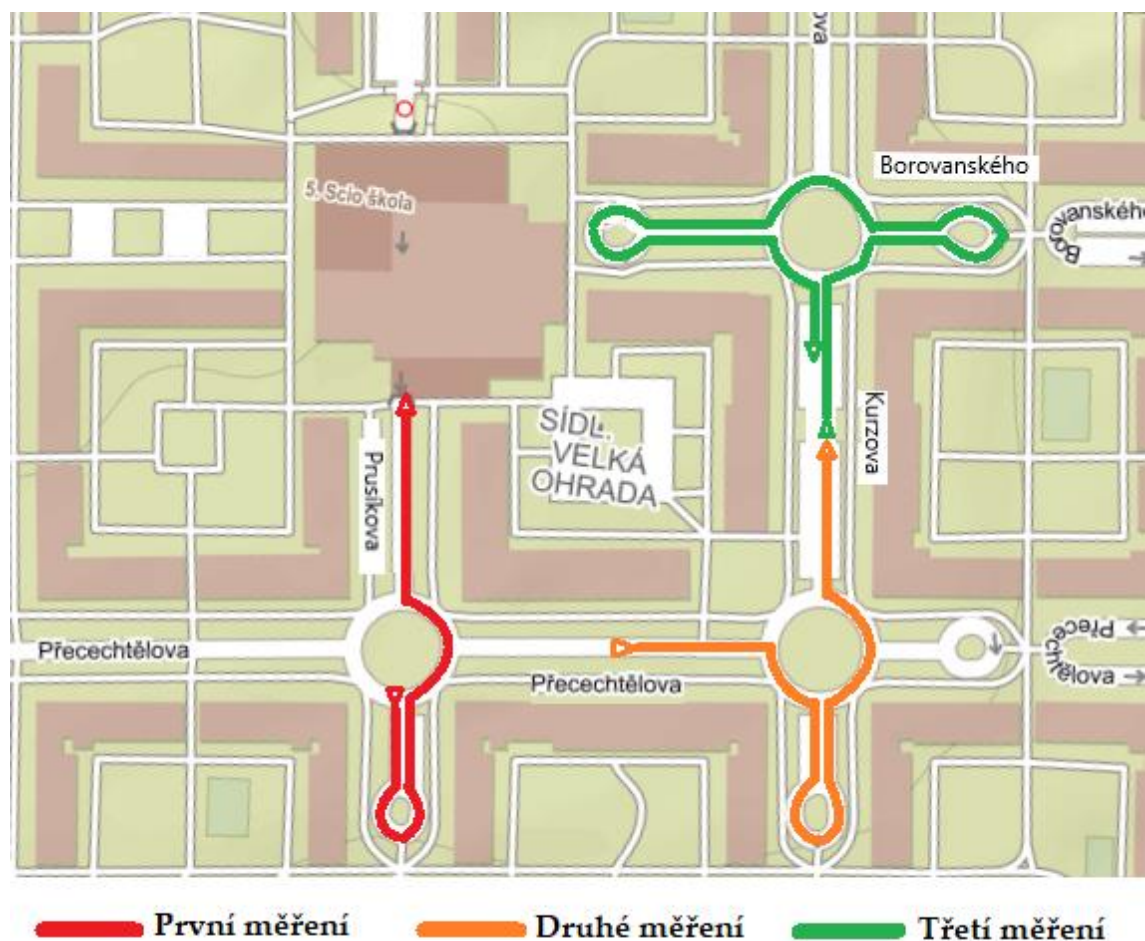 ova
Borovanského
Borovanského
5. Scio škola
Kurzova
SÍDL.
VELKÁ
OHRADA
Prusíkova
Přecechtělova
Přecechtělova
Přecechtělova
První měření
Druhé měření
Třetí měření